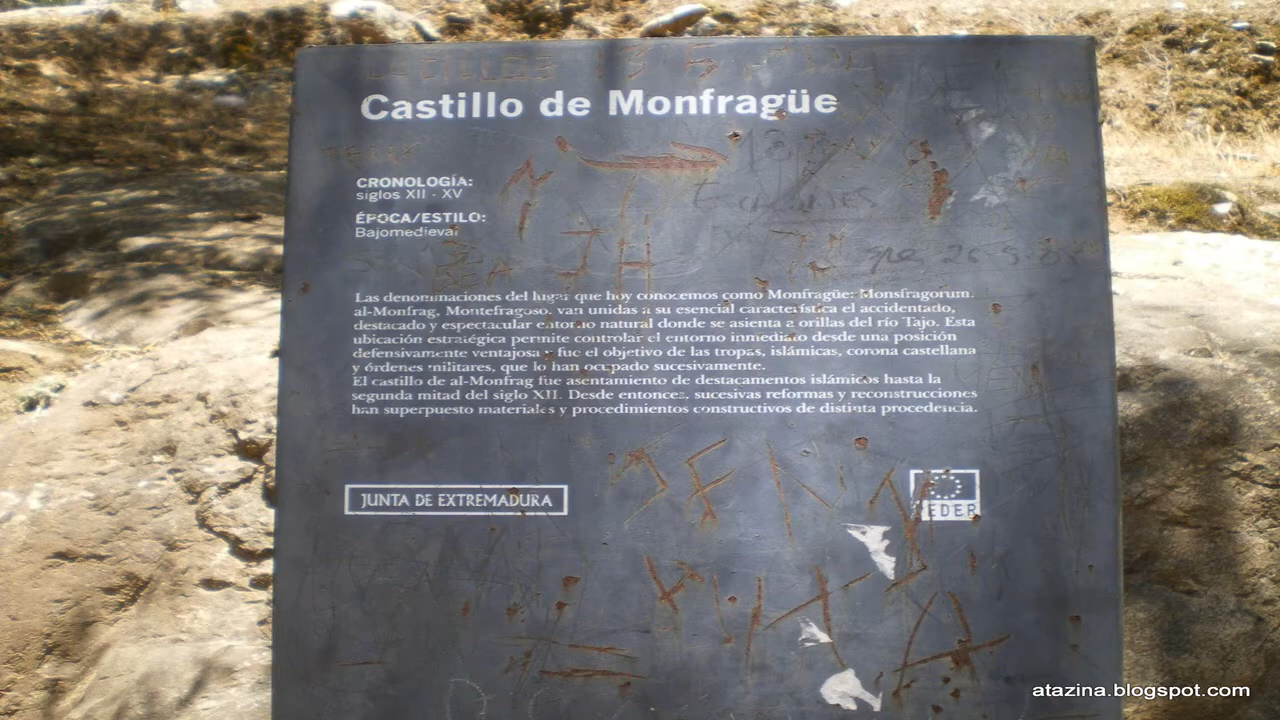 Castillo de Monfragüe
CRONOLOGÍA:
siglos XII - XV
ÉPOCA/ESTILO:
Bajomedieval
Las denominaciones del lugar que hoy conocemos como Monfragüe: Monsfragorum.
al-Monfrag, Montefragoso, van unidas a su esencial característica el accidentado,
destacado y espectacular entorno natural donde se asienta a orillas del río Tajo. Esta
ubicación estratégica permite controlar el entorno inmediato desde una posición
defensivamente ventajosa y fue el objetivo de las tropas, islámicas, corona castellana
y órdenes militares, que lo han ocupado sucesivamente.
El castillo de al-Monfrag fue asentamiento de destacamentos islámicos hasta la
segunda mitad del siglo XII. Desde entonces, sucesivas reformas y reconstrucciones
han superpuesto materiales y procedimientos constructivos de distinta procedencia.
JUNTA DE EXTREMADURA
FEDER
atazina.blogspot.com